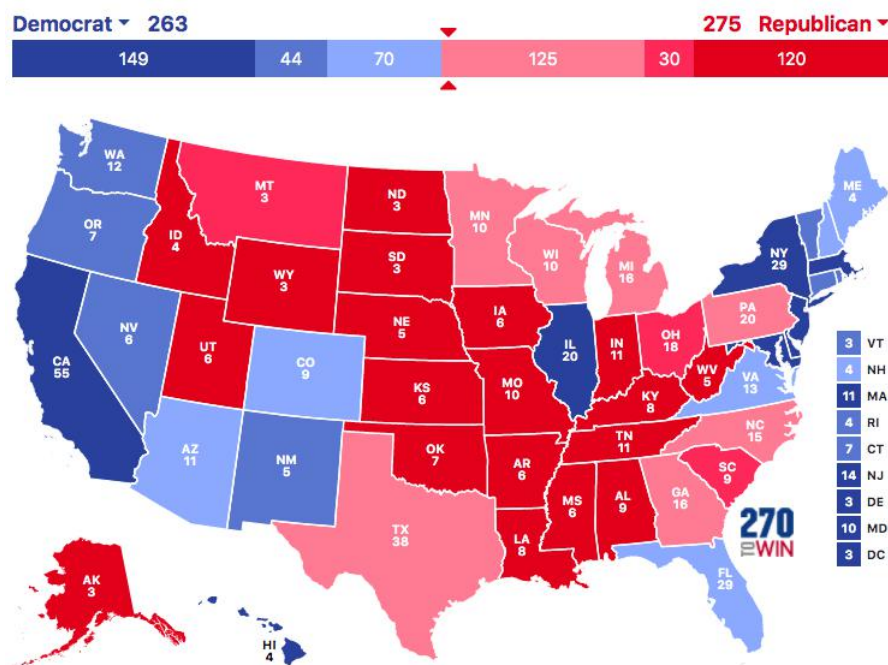 Democrat 263
275 Republican
149 44 70 125 30 120
WA
12
OR
7
CA
55
NV
6
ID
4
MT
3
WY
3
UT
6
CO
9
AZ
11
NM
5
ND
3
SD
3
NE
5
KS
6
OK
7
TX
38
MN
10
IA
6
MO
10
AR
6
LA
8
WI
10
IL
20
MI
16
IN
11
OH
18
KY
8
TN
11
MS
6
AL
9
GA
16
FL
29
SC
9
NC
15
VA
13
WV
5
PA
20
NY
29
ME
4
AK
3
HI
4
3 VT
4 NH
11 MA
4 RI
7 CT
14 NJ
3 DE
10 MD
3 DC
270
TO WIN